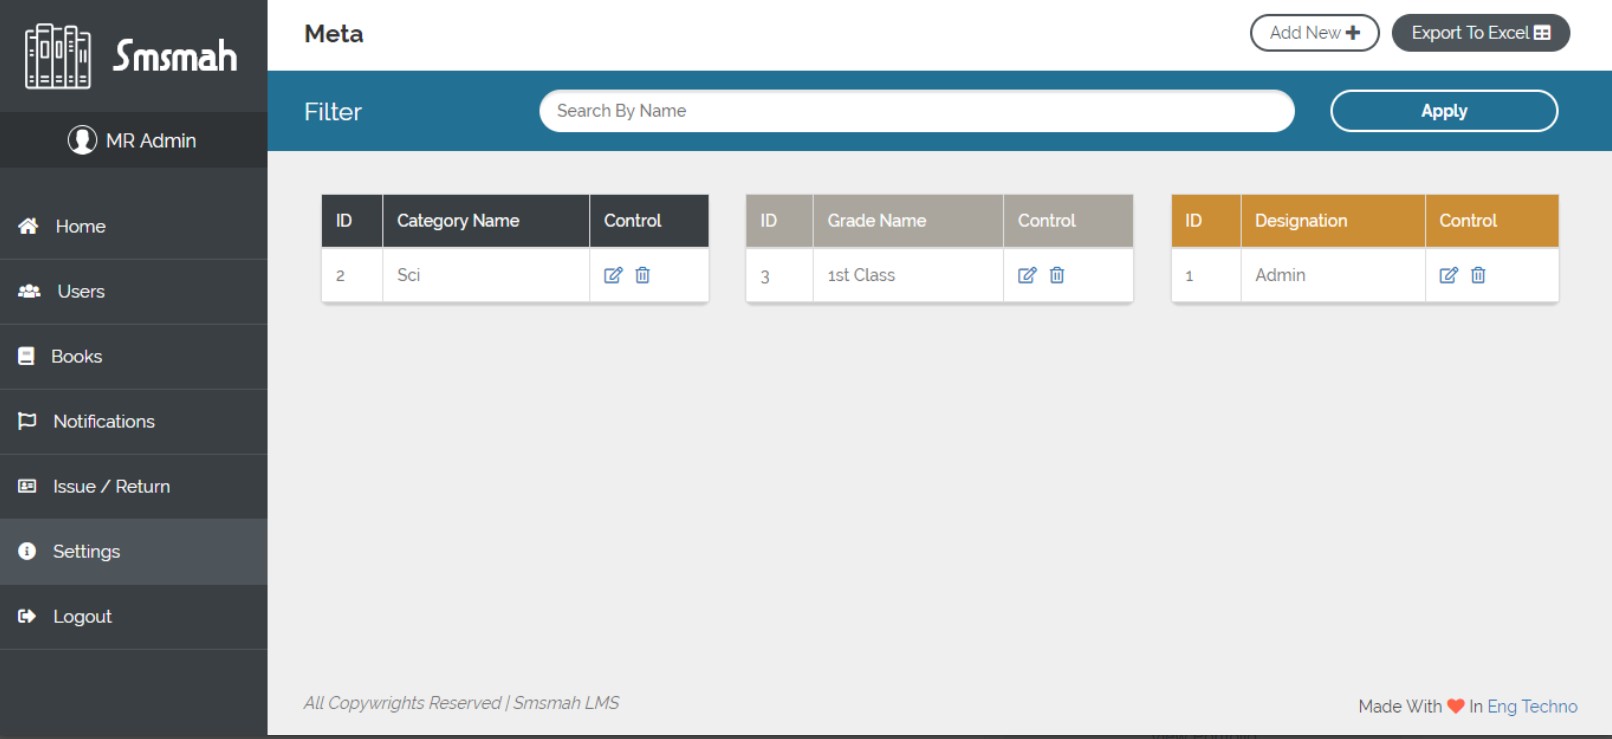 Smsmah
MR Admin
Home
Users
Books
Notifications
Issue / Return
Settings
Logout
Meta
Add New
Export To Excel
Filter
Search By Name
Apply
ID Category Name Control
2 Sci
ID Grade Name Control
3 1st Class
ID Designation Control
1 Admin
All Copywrights Reserved | Smsmah LMS
Made With In Eng Techno